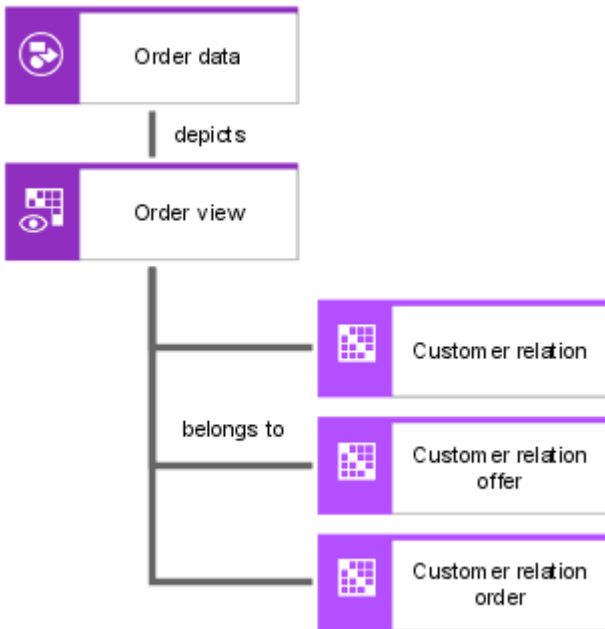 Order data
depicts
Order view
Customer relation
belongs to
Customer relation
offer
Customer relation
order